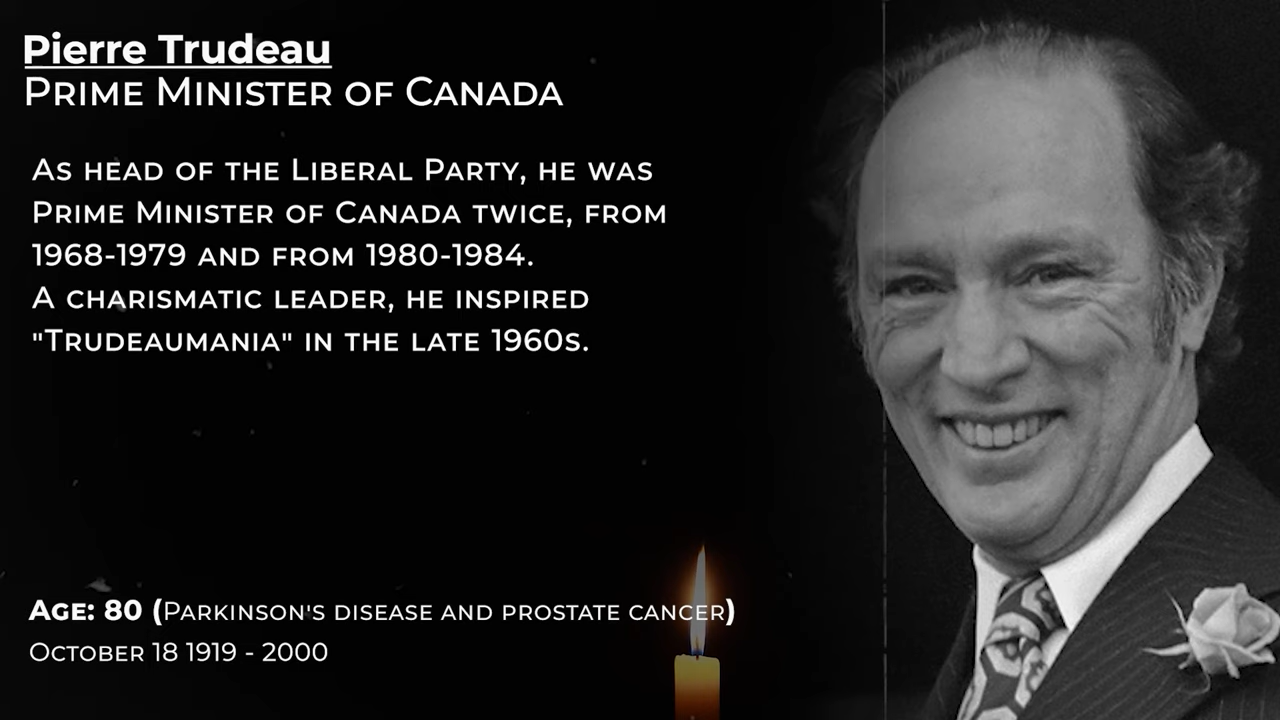 Pierre Trudeau
Prime Minister of Canada
As head of the Liberal Party, he was
Prime Minister of Canada twice, from
1968-1979 and from 1980-1984.
A charismatic leader, he inspired
"Trudeaumania" in the late 1960s.
Age: 80 (Parkinson's disease and prostate cancer)
October 18 1919 - 2000